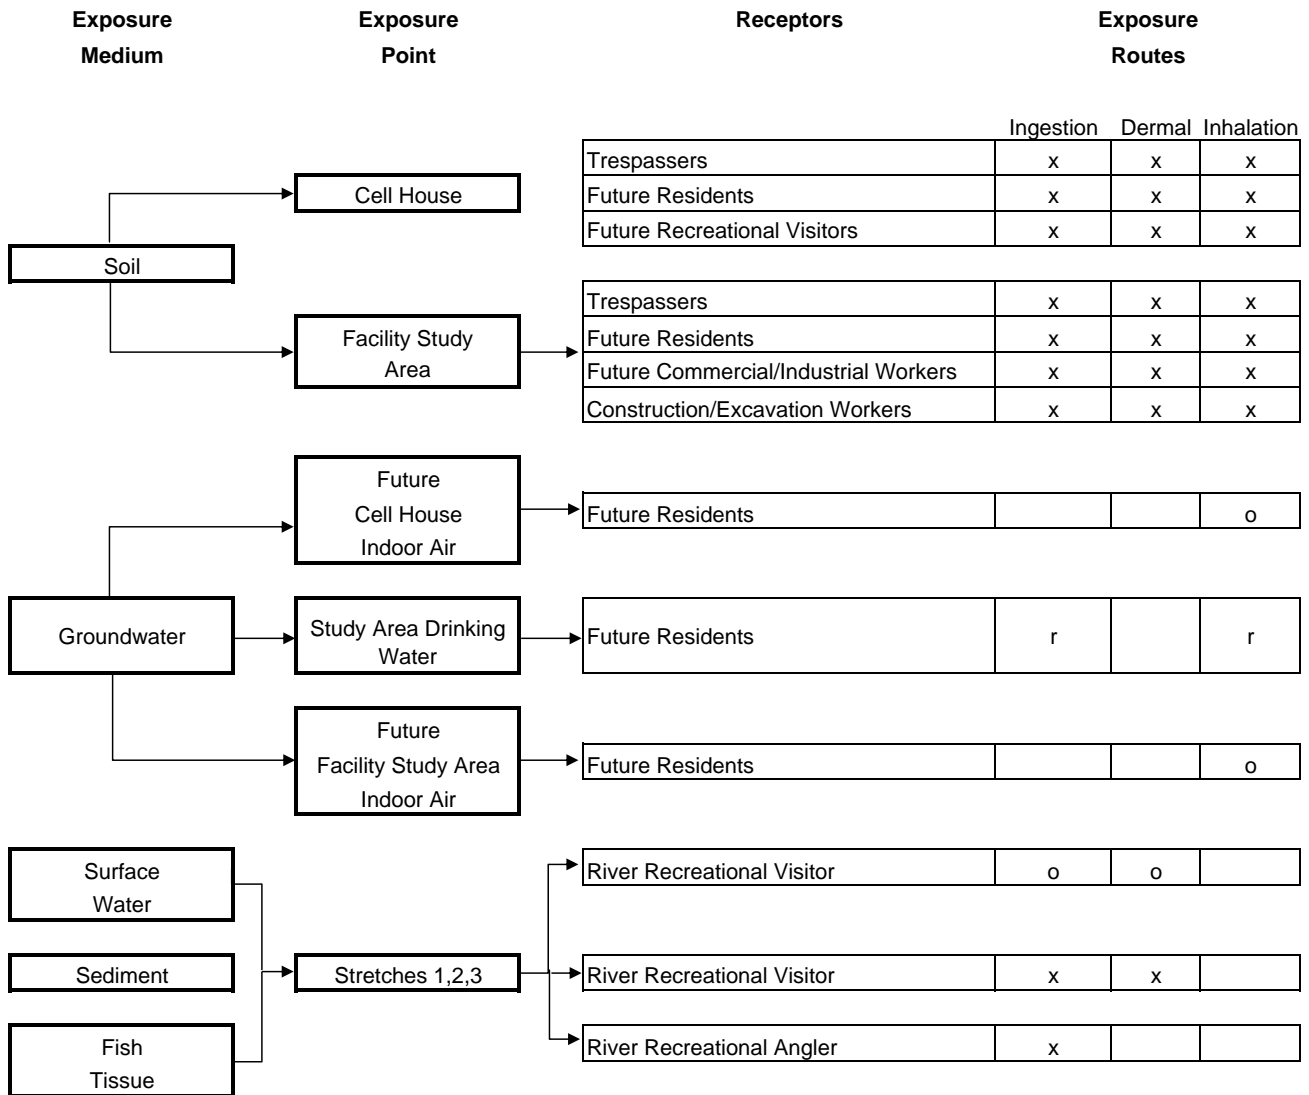 Exposure Medium
Exposure Point
Receptors
Exposure Routes
Ingestion Dermal Inhalation
Cell House
Trespassers x x x
Future Residents x x x
Future Recreational Visitors x x x
Soil
Facility Study
Area
Trespassers x x x
Future Residents x x x
Future Commercial/Industrial Workers x x x
Construction/Excavation Workers x x x
Future
Cell House
Indoor Air
Future Residents o
Groundwater
Study Area Drinking
Water
Future Residents r r
Future
Facility Study Area
Indoor Air
Future Residents o
Surface
Water
River Recreational Visitor o o
Sediment
Stretches 1,2,3
River Recreational Visitor x x
Fish
Tissue
River Recreational Angler x